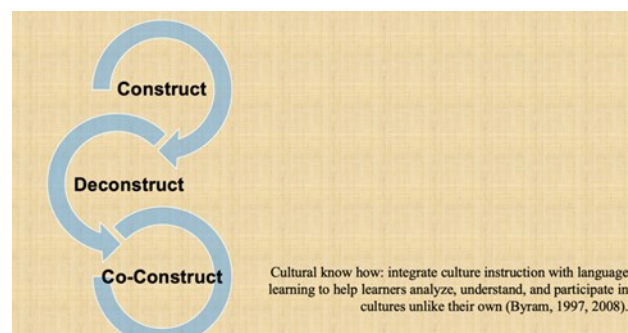 Construct
Deconstruct
Co-Construct
Cultural know how: integrate culture instruction with language
learning to help learners analyze, understand, and participate in
cultures unlike their own (Byram, 1997, 2008).